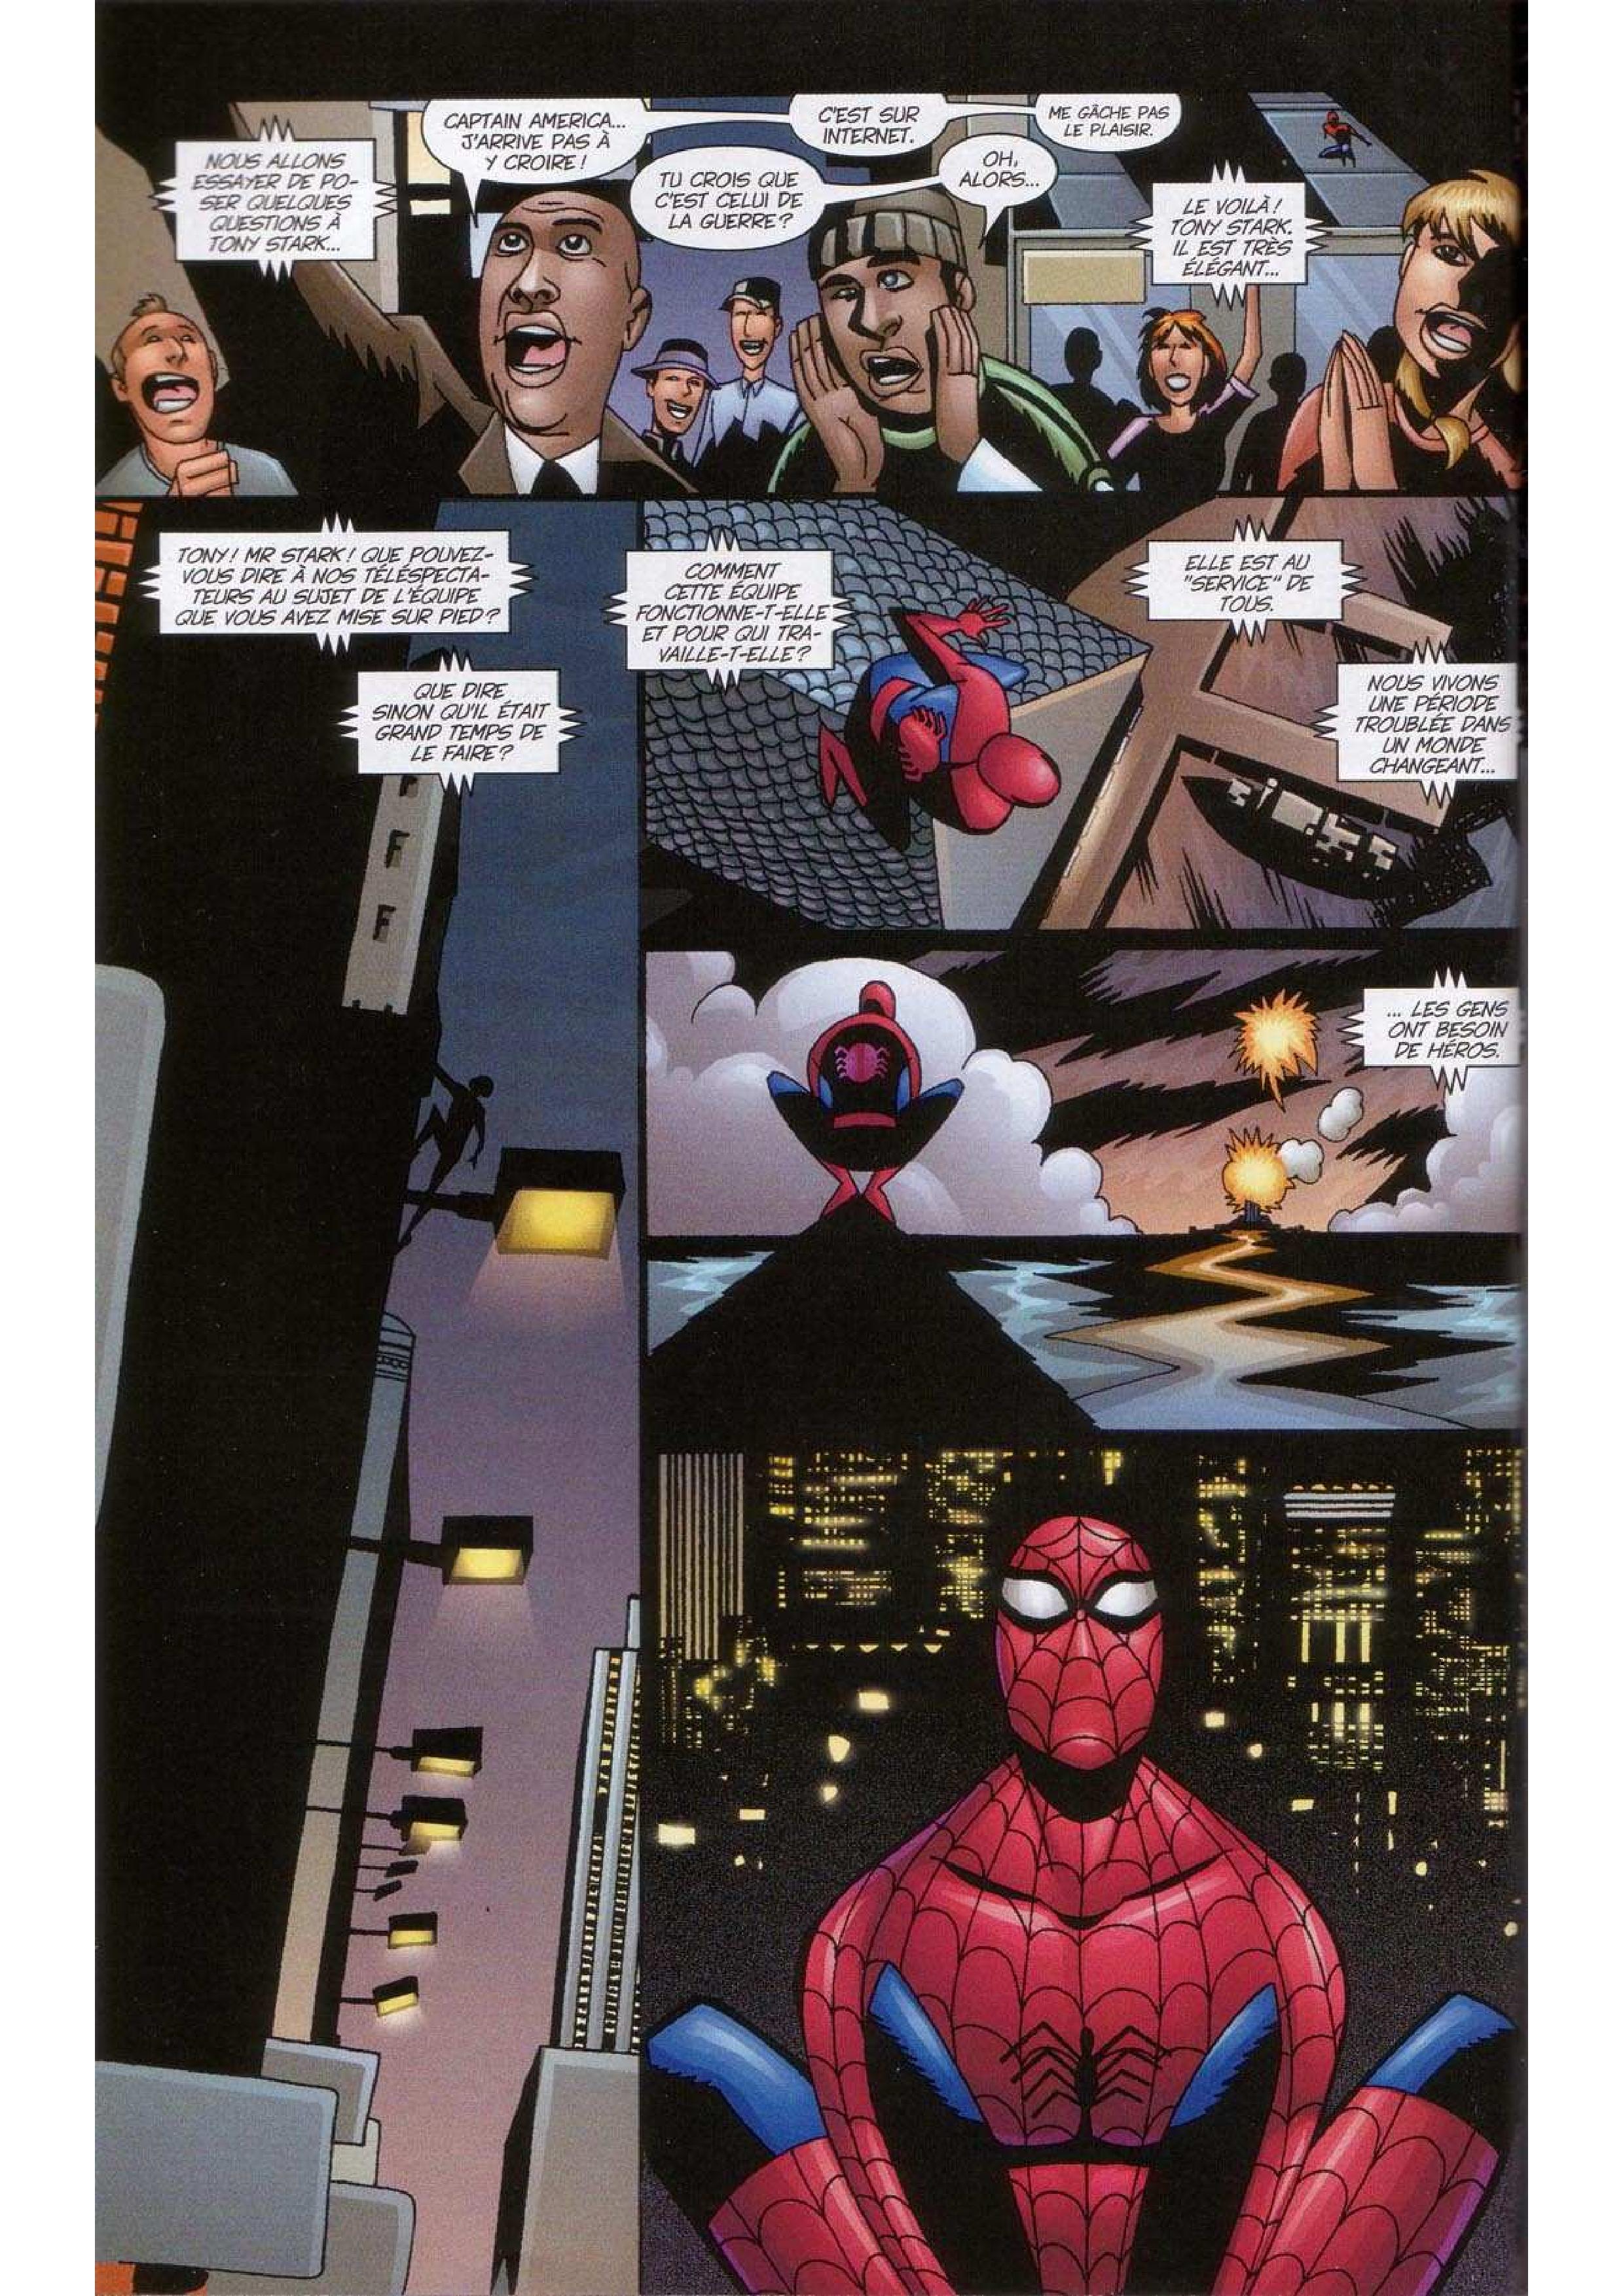 NOUS ALLONS
ESSAYER DE PO-
SER QUELQUES
QUESTIONS À
TONY STARK...
CAPTAIN AMERICA...
J'ARRIVE PAS À
Y CROIRE !
C'EST SUR
INTERNET.
ME GÂCHE PAS
LE PLAISIR.
TU CROIS QUE
C'EST CELUI DE
LA GUERRE ?
OH,
ALORS...
LE VOILÀ !
TONY STARK.
IL EST TRÈS
ÉLÉGANT...
TONY ! MR STARK ! QUE POUVEZ-
VOUS DIRE À NOS TÉLÉSPECTA-
TEURS AU SUJET DE L'ÉQUIPE
QUE VOUS AVEZ MISE SUR PIED ?
QUE DIRE
SINON QU'IL ÉTAIT
GRAND TEMPS DE
LE FAIRE ?
COMMENT
CETTE ÉQUIPE
FONCTIONNE-T-ELLE
ET POUR QUI TRA-
VAILLE-T-ELLE ?
ELLE EST AU
"SERVICE" DE
TOUS.
NOUS VIVONS
UNE PÉRIODE
TROUBLÉE DANS
UN MONDE
CHANGEANT...
... LES GENS
ONT BESOIN
DE HÉROS.